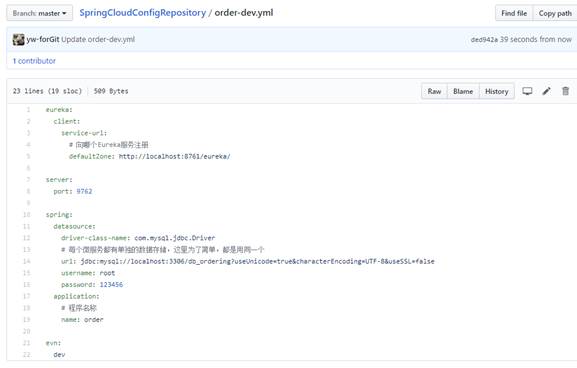 Branch: master SpringCloudConfigRepository / order-dev.yml Find file Copy path
yw-forGit Update order-dev.yml ded942a 39 seconds from now
1 contributor
23 lines (19 sloc) 509 Bytes Raw Blame History
1 eureka:
2 client:
3 service-url:
4 # 向哪个Eureka服务注册
5 defaultZone: http://localhost:8761/eureka/
6
7 server:
8 port: 9762
9
10 spring:
11 datasource:
12 driver-class-name: com.mysql.jdbc.Driver
13 # 每个微服务都有单独的数据存储，这里为了简单，都是用同一个
14 url: jdbc:mysql://localhost:3306/db_ordering?useUnicode=true&characterEncoding=UTF-8&useSSL=false
15 username: root
16 password: 123456
17 application:
18 # 程序名称
19 name: order
20
21 evn:
22 dev